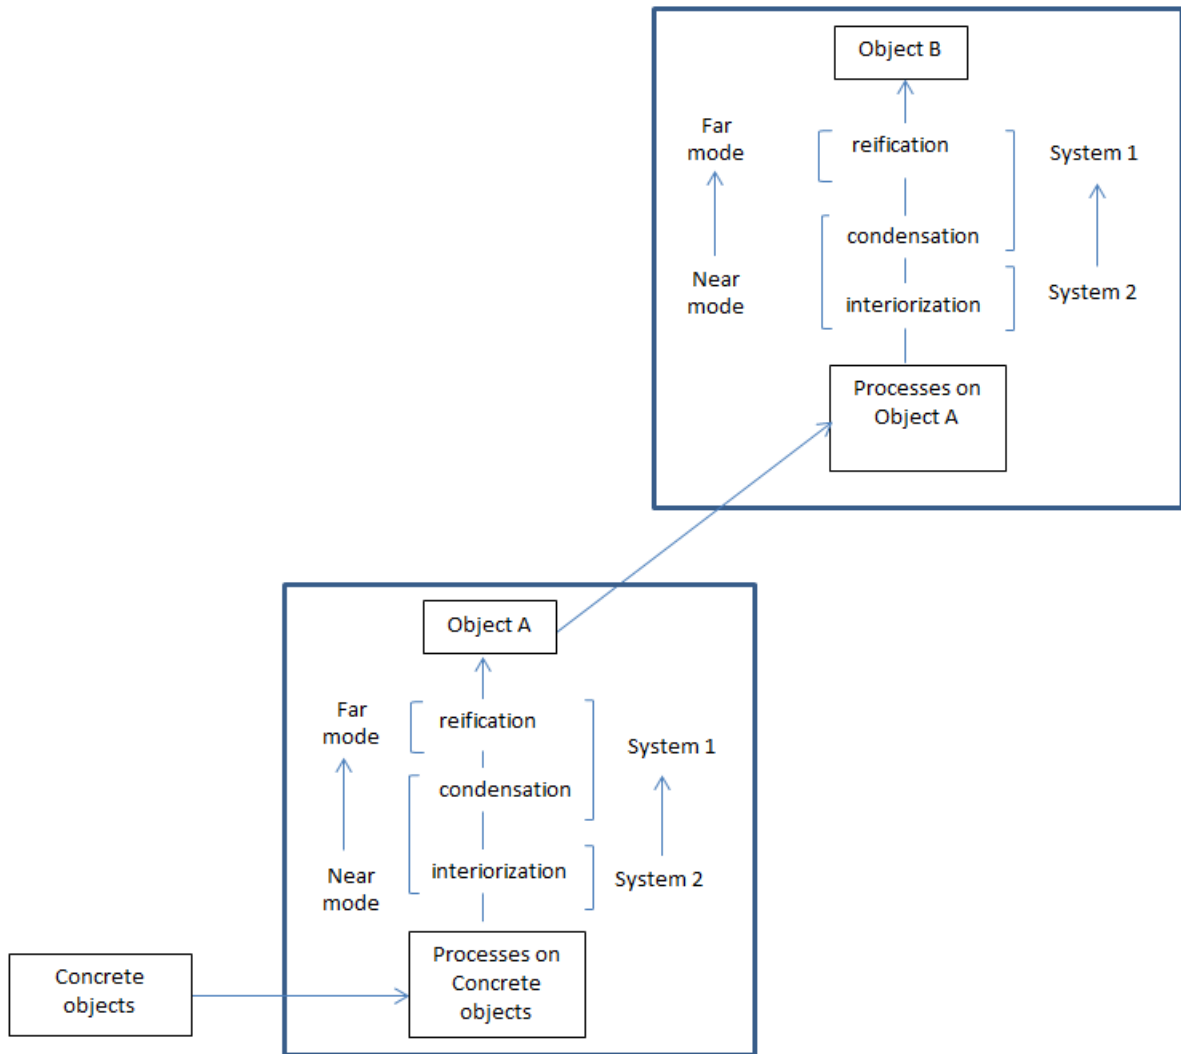 Object B
Far
mode
reification
System 1
condensation
Near
mode
interiorization
System 2
Processes on
Object A
Object A
Far
mode
reification
System 1
condensation
Near
mode
interiorization
System 2
Processes on
Concrete
objects
Concrete
objects